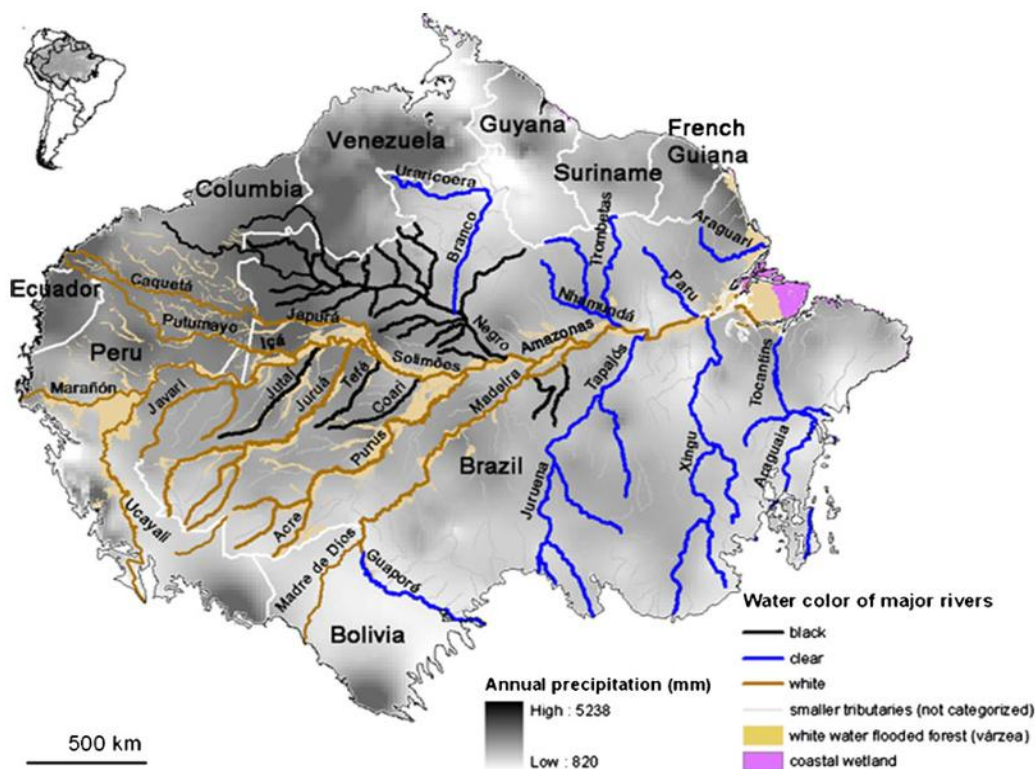 Venezuela
Guyana
French
Guiana
Suriname
Columbia
Uraricoera
Branco
Trombetas
Araguari
Ecuador
Caquetá
Putumayo
Japurá
Içá
Negro
Nhamundá
Paru
Amazonas
Solimões
Peru
Marañón
Javarí
Jutaí
Juruá
Tefá
Coari
Purus
Madeira
Tapajós
Tocantins
Araguaia
Xingu
Juruena
Brazil
Ucayali
Acre
Madre de Dios
Guaporé
Bolivia
500 km
Annual precipitation (mm)
High : 5238
Low : 820
Water color of major rivers
black
clear
white
smaller tributaries (not categorized)
white water flooded forest (várzea)
coastal wetland